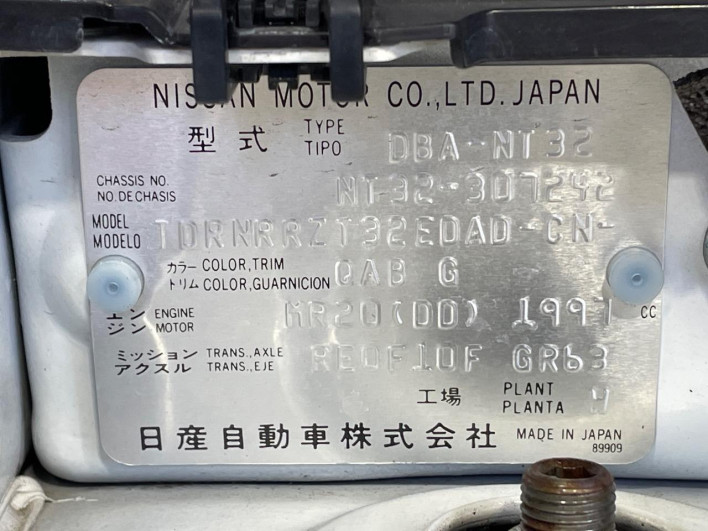 NISSAN MOTOR CO.,LTD. JAPAN
型式 TYPE TIPO DBA-NT32
CHASSIS NO. NO. DE CHASIS NT32-307242
MODEL MODELO TDRNRRZT32EDAD-CN-
カラー COLOR, TRIM
トリム COLOR, GUARNICION QAB G
エンジン ENGINE MOTOR MR20(DD) 1997 CC
ミッション TRANS., AXLE
アクスル TRANS., EJE RE0F10F GR63
工場 PLANT PLANTA W
日産自動車株式会社 MADE IN JAPAN
89909